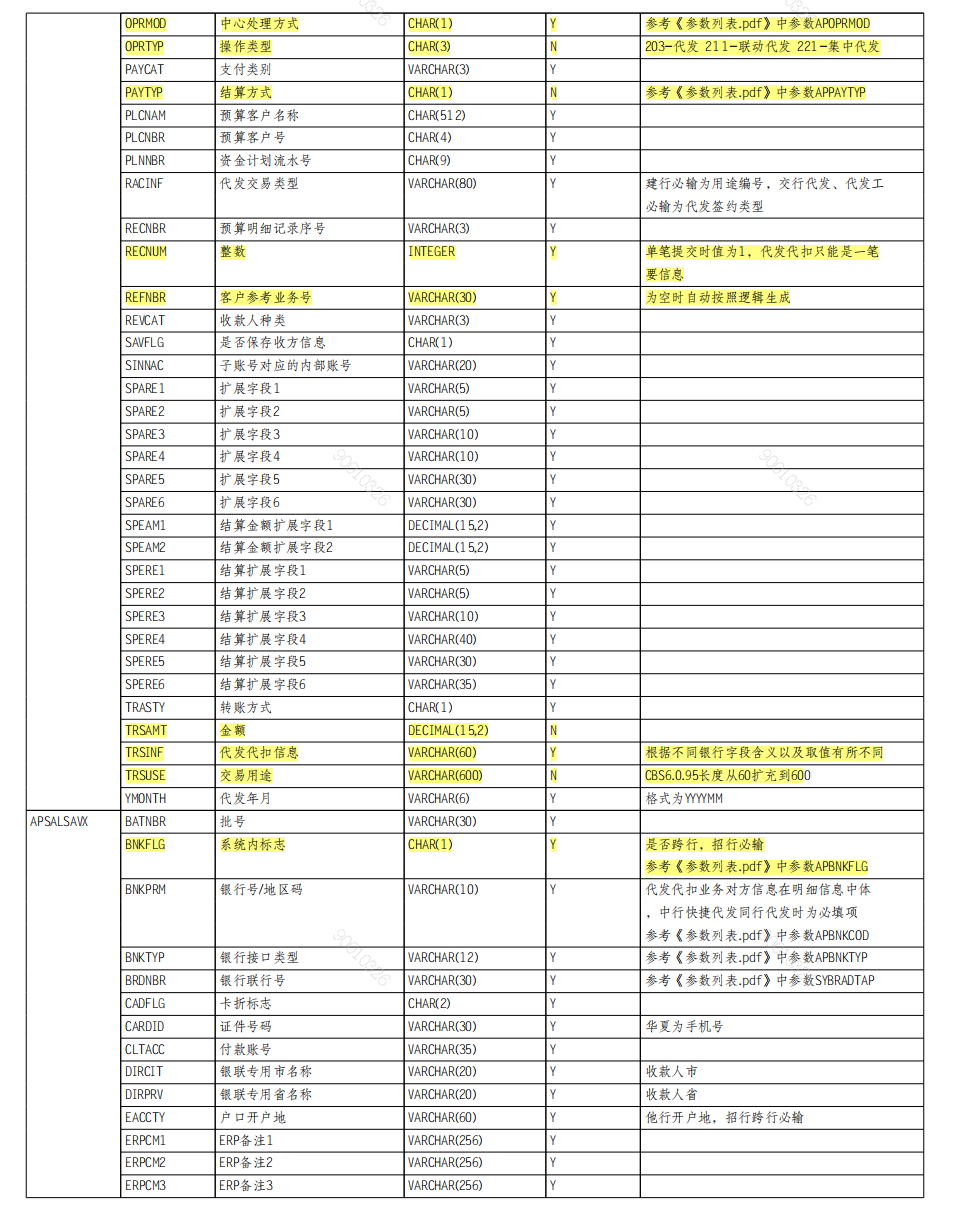 OPRMOD 中心处理方式 CHAR(1) Y 参考《参数列表.pdf》中参数APOPRMOD
OPRTYP 操作类型 CHAR(3) N 203-代发 211-联动代发 221-集中代发
PAYCAT 支付类别 VARCHAR(3) Y
PAYTYP 结算方式 CHAR(1) N 参考《参数列表.pdf》中参数APPAYTYP
PLCNAM 预算客户名称 CHAR(512) Y
PLCNBR 预算客户号 CHAR(4) Y
PLNNBR 资金计划流水号 CHAR(9) Y
RACINF 代发交易类型 VARCHAR(80) Y 建行必输为用途编号，交行代发、代发工
必输为代发签约类型
RECNBR 预算明细记录序号 VARCHAR(3) Y
RECNUM 整数 INTEGER Y 单笔提交时值为1，代发代扣只能是一笔
要信息
REFNBR 客户参考业务号 VARCHAR(30) Y 为空时自动按照逻辑生成
REVCAT 收款人种类 VARCHAR(3) Y
SAVFLG 是否保存收方信息 CHAR(1) Y
SINNAC 子账号对应的内部账号 VARCHAR(20) Y
SPARE1 扩展字段1 VARCHAR(5) Y
SPARE2 扩展字段2 VARCHAR(5) Y
SPARE3 扩展字段3 VARCHAR(10) Y
SPARE4 扩展字段4 VARCHAR(10) Y
SPARE5 扩展字段5 VARCHAR(30) Y
SPARE6 扩展字段6 VARCHAR(30) Y
SPEAM1 结算金额扩展字段1 DECIMAL(15,2) Y
SPEAM2 结算金额扩展字段2 DECIMAL(15,2) Y
SPERE1 结算扩展字段1 VARCHAR(5) Y
SPERE2 结算扩展字段2 VARCHAR(5) Y
SPERE3 结算扩展字段3 VARCHAR(10) Y
SPERE4 结算扩展字段4 VARCHAR(40) Y
SPERE5 结算扩展字段5 VARCHAR(30) Y
SPERE6 结算扩展字段6 VARCHAR(35) Y
TRASTY 转账方式 CHAR(1) Y
TRSAMT 金额 DECIMAL(15,2) N
TRSINF 代发代扣信息 VARCHAR(60) Y 根据不同银行字段含义以及取值有所不同
TRSUSE 交易用途 VARCHAR(600) N CBS6.0.95长度从60扩充到600
YMONTH 代发年月 VARCHAR(6) Y 格式为YYYYMM
APSALSAVX BATNBR 批号 VARCHAR(30) Y
BNKFLG 系统内标志 CHAR(1) Y 是否跨行，招行必输
参考《参数列表.pdf》中参数APBNKFLG
BNKPRM 银行号/地区码 VARCHAR(10) Y 代发代扣业务对方信息在明细信息中体
，中行快捷代发同行代发时为必填项
参考《参数列表.pdf》中参数APBNKCOD
BNKTYP 银行接口类型 VARCHAR(12) Y 参考《参数列表.pdf》中参数APBNKTYP
BRDNBR 银行联行号 VARCHAR(30) Y 参考《参数列表.pdf》中参数SYBRADTAP
CADFLG 卡折标志 CHAR(2) Y
CARDID 证件号码 VARCHAR(30) Y 华夏为手机号
CLTACC 付款账号 VARCHAR(35) Y
DIRCIT 银联专用市名称 VARCHAR(20) Y 收款人市
DIRPRV 银联专用省名称 VARCHAR(20) Y 收款人省
EACCTY 户口开户地 VARCHAR(60) Y 他行开户地，招行跨行必输
ERPCM1 ERP备注1 VARCHAR(256) Y
ERPCM2 ERP备注2 VARCHAR(256) Y
ERPCM3 ERP备注3 VARCHAR(256) Y
90610326
90610326
90610326